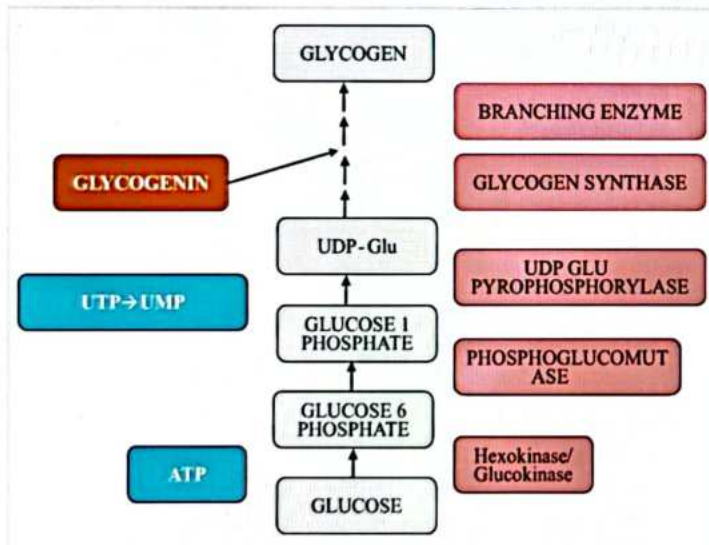 GLYCOGEN
BRANCHING ENZYME
GLYCOGENIN
GLYCOGEN SYNTHASE
UDP-Glu
UDP GLU
PYROPHOSPHORYLASE
UTP→UMP
GLUCOSE 1
PHOSPHATE
PHOSPHOGLUCOMUT
ASE
GLUCOSE 6
PHOSPHATE
ATP
Hexokinase/
Glucokinase
GLUCOSE